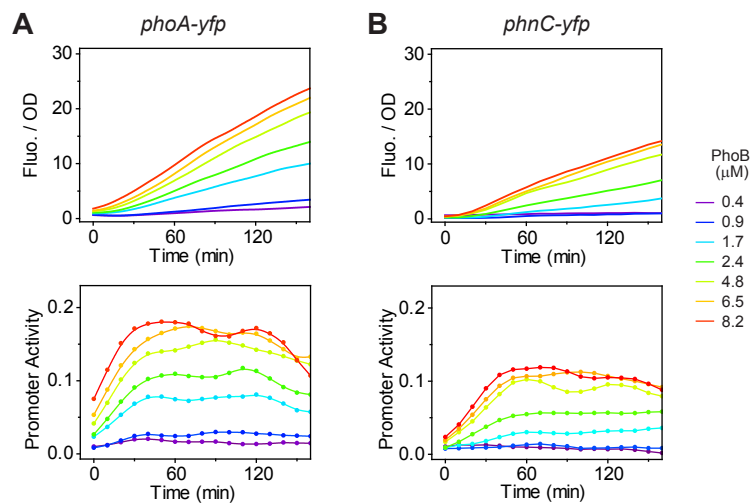 A
phoA-yfp
B
phnC-yfp
Fluo. / OD
30
20
10
0
0
60
120
Time (min)
Fluo. / OD
30
20
10
0
0
60
120
Time (min)
PhoB
(μM)
0.4
0.9
1.7
2.4
4.8
6.5
8.2
Promoter Activity
0.2
0.1
0.0
0
60
120
Time (min)
Promoter Activity
0.2
0.1
0.0
0
60
120
Time (min)